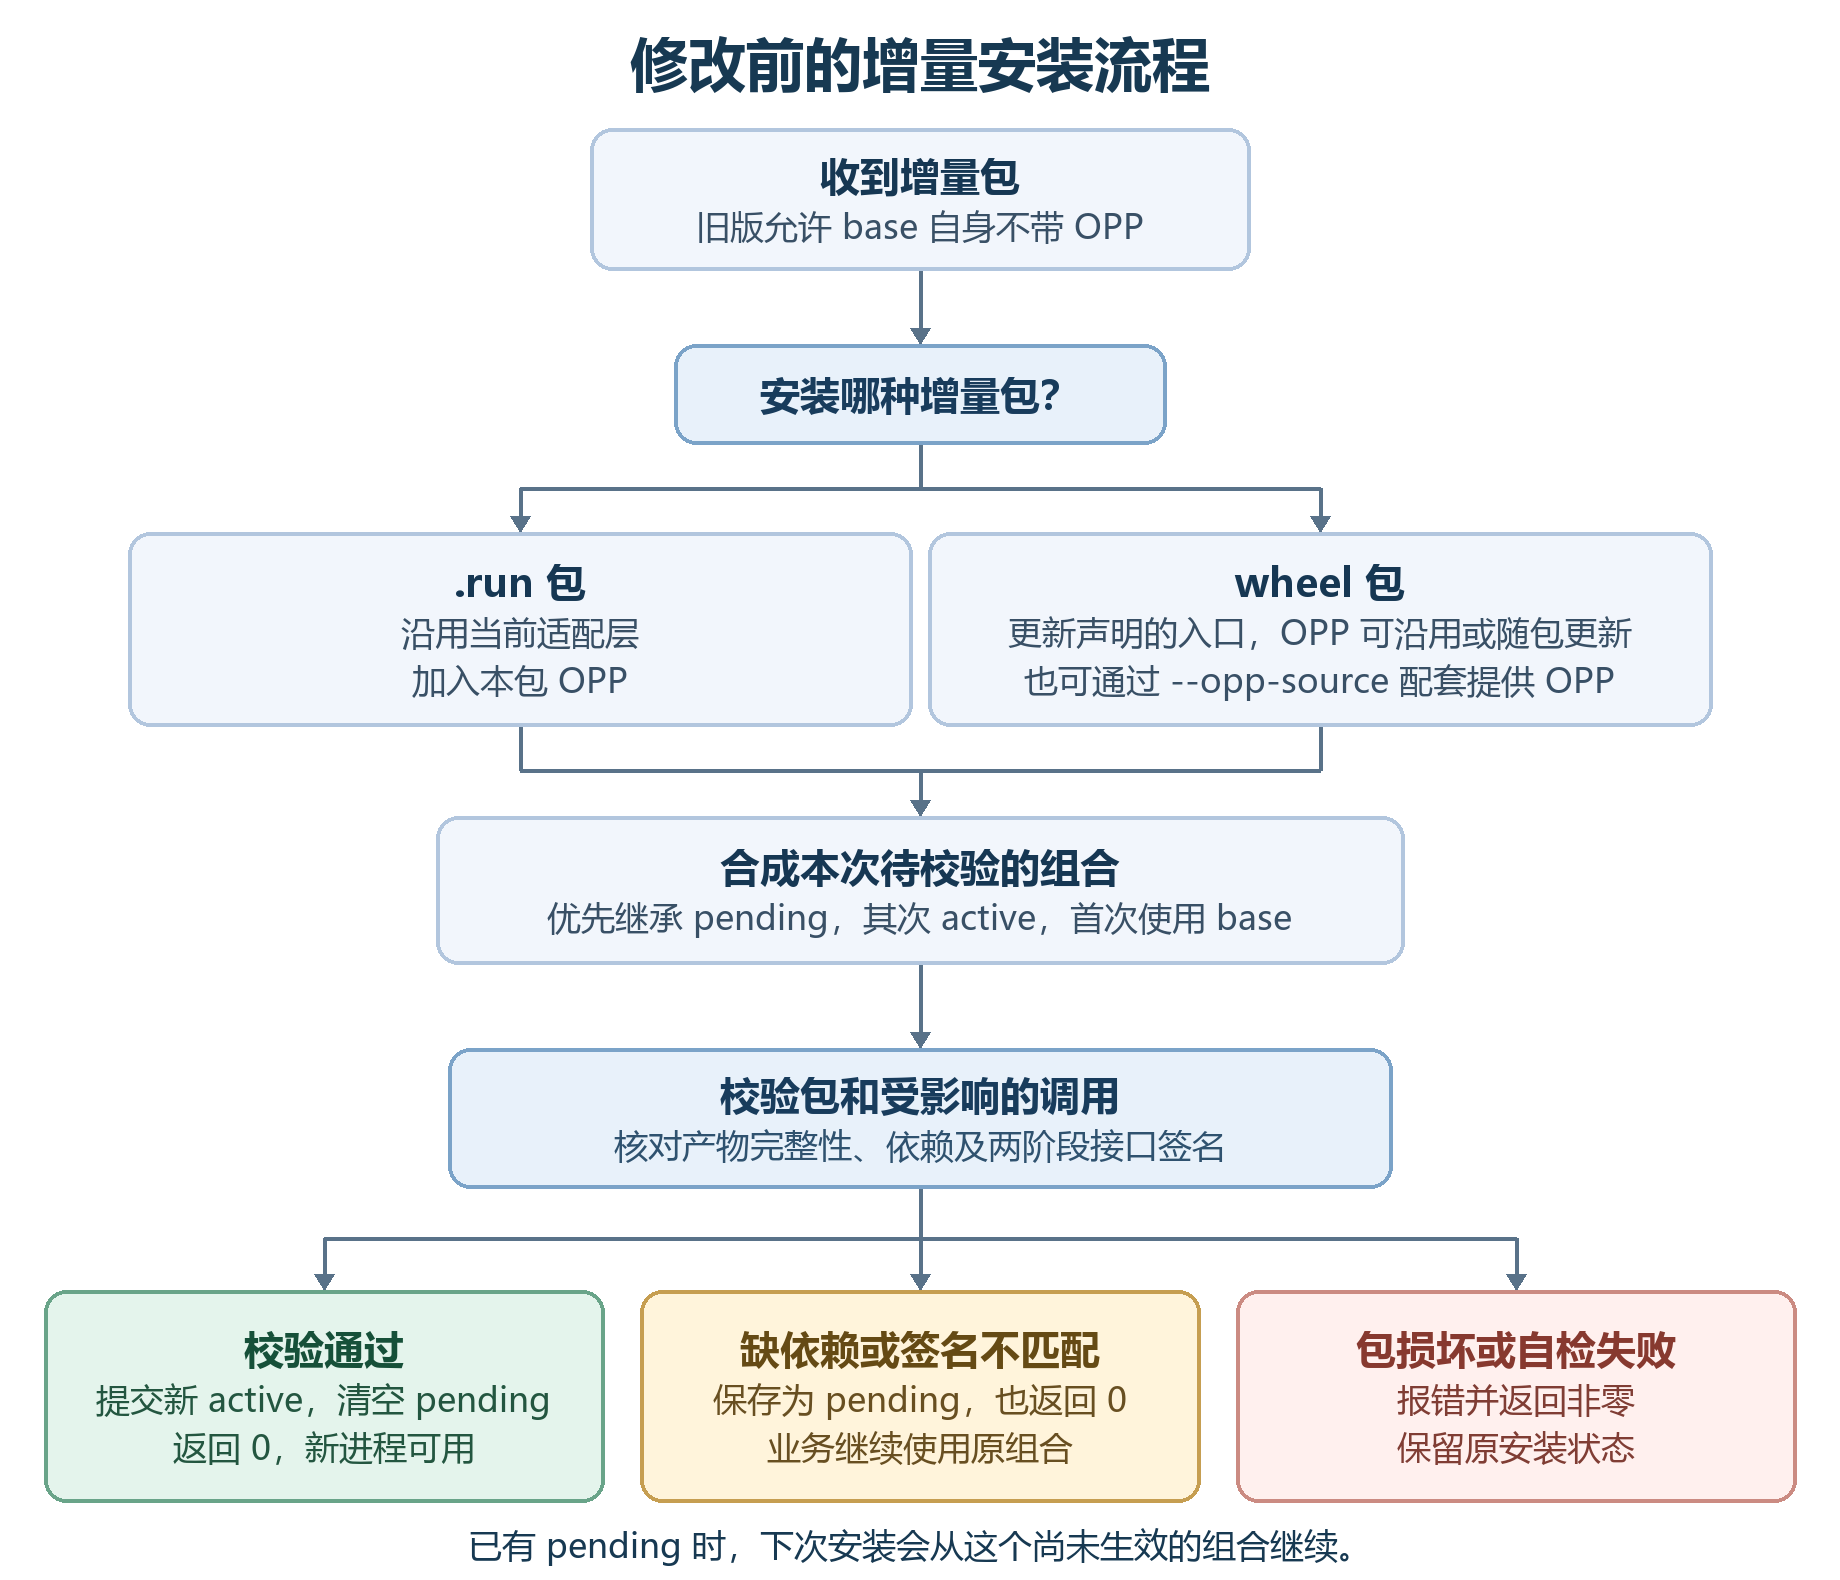 修改前的增量安装流程
收到增量包
旧版允许 base 自身不带 OPP
安装哪种增量包？
.run 包
沿用当前适配层
加入本包 OPP
wheel 包
更新声明的入口，OPP 可沿用或随包更新
也可通过 --opp-source 配套提供 OPP
合成本次待校验的组合
优先继承 pending，其次 active，首次使用 base
校验包和受影响的调用
核对产物完整性、依赖及两阶段接口签名
校验通过
提交新 active，清空 pending
返回 0，新进程可用
缺依赖或签名不匹配
保存为 pending，也返回 0
业务继续使用原组合
包损坏或自检失败
报错并返回非零
保留原安装状态
已有 pending 时，下次安装会从这个尚未生效的组合继续。